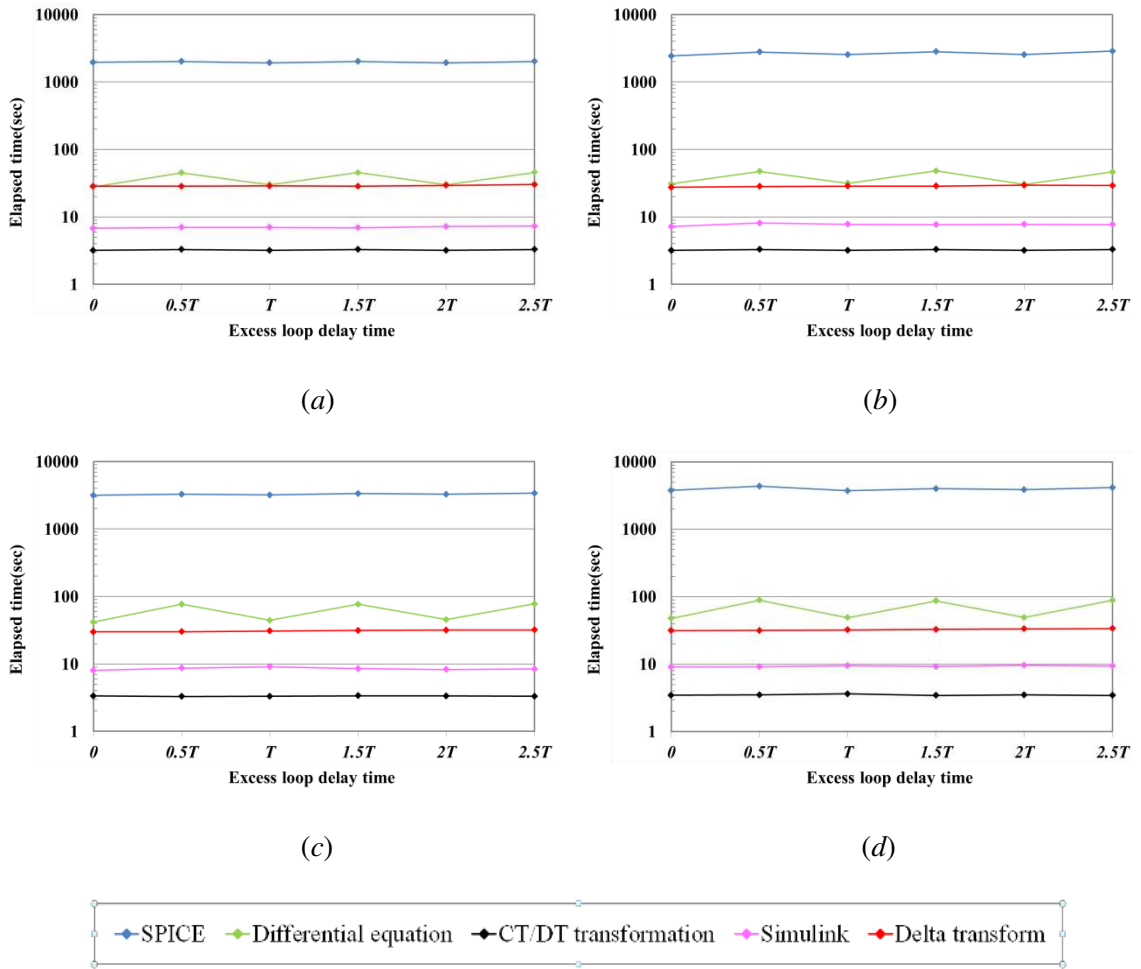 10000
1000
100
10
1
Elapsed time(sec)
0 0.5T T 1.5T 2T 2.5T
Excess loop delay time
(a)
10000
1000
100
10
1
Elapsed time(sec)
0 0.5T T 1.5T 2T 2.5T
Excess loop delay time
(b)
10000
1000
100
10
1
Elapsed time(sec)
0 0.5T T 1.5T 2T 2.5T
Excess loop delay time
(c)
10000
1000
100
10
1
Elapsed time(sec)
0 0.5T T 1.5T 2T 2.5T
Excess loop delay time
(d)
SPICE Differential equation CT/DT transformation Simulink Delta transform